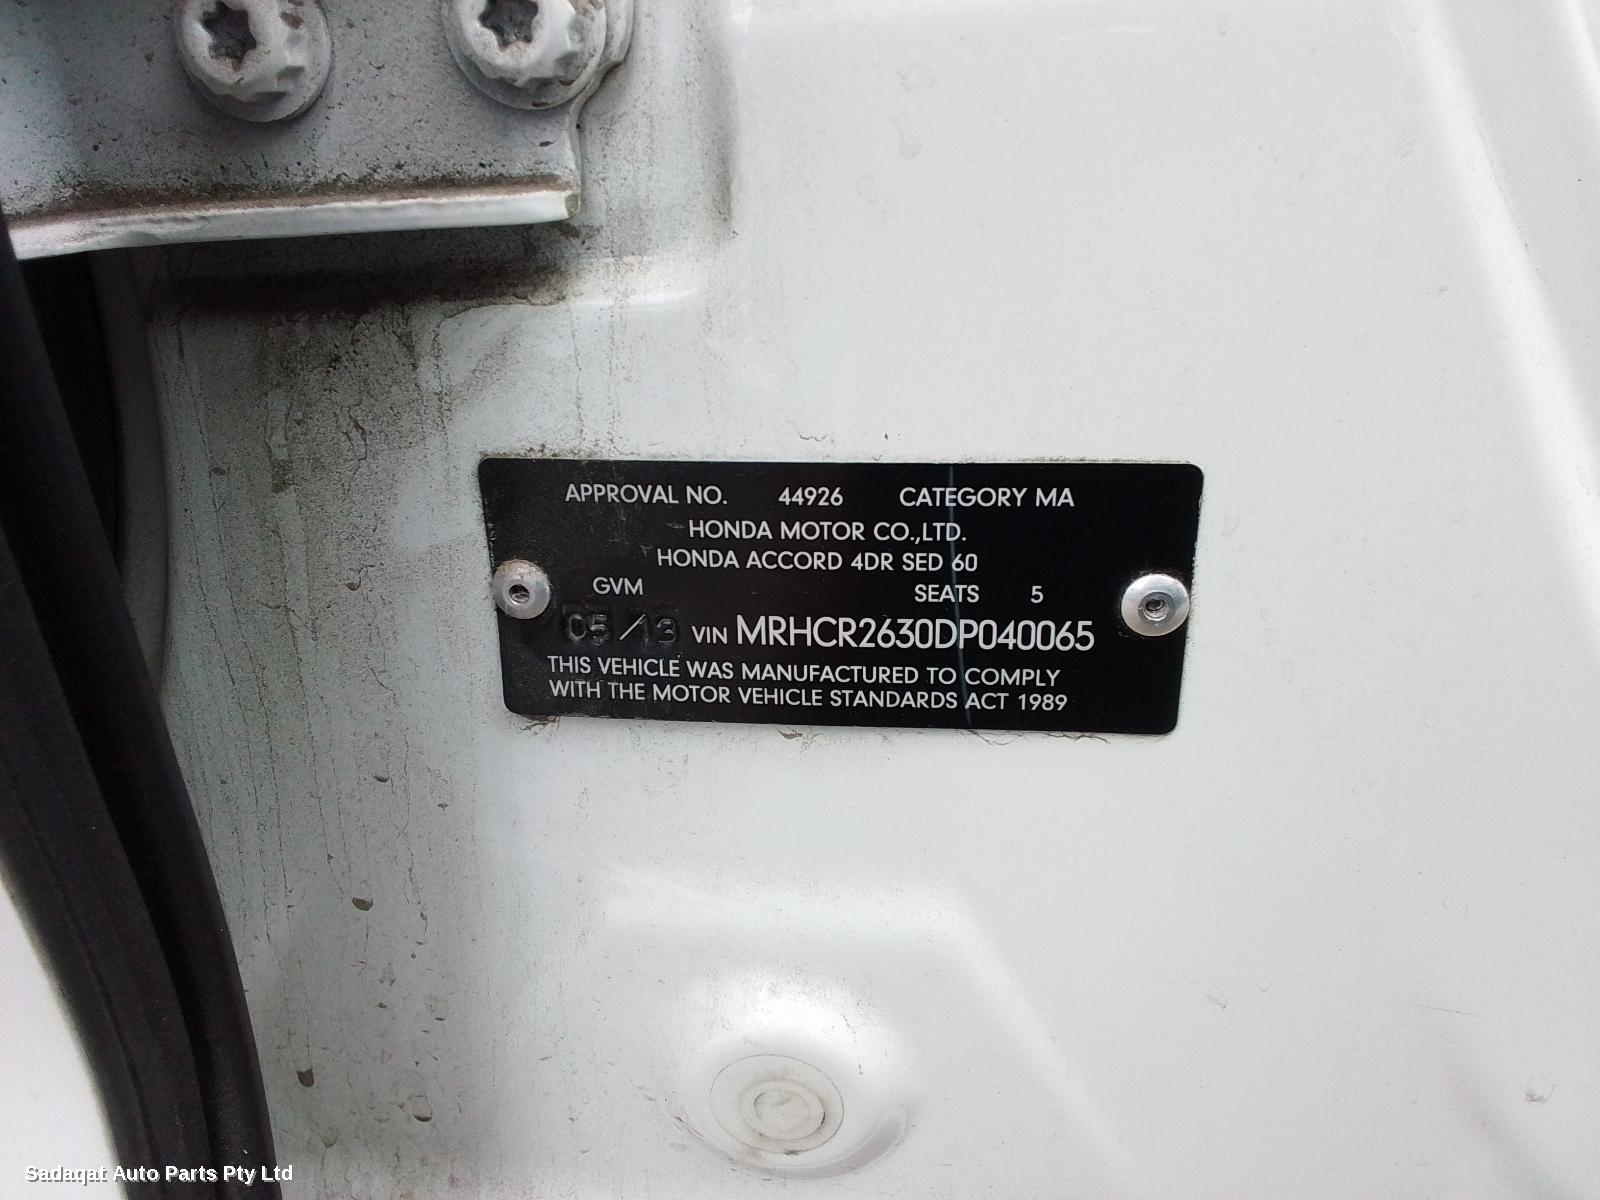 APPROVAL NO. 44926 CATEGORY MA
HONDA MOTOR CO.,LTD.
HONDA ACCORD 4DR SED 60
GVM SEATS 5
05/13 VIN MRHCR2630DP040065
THIS VEHICLE WAS MANUFACTURED TO COMPLY
WITH THE MOTOR VEHICLE STANDARDS ACT 1989
Sadaqat Auto Parts Pty Ltd